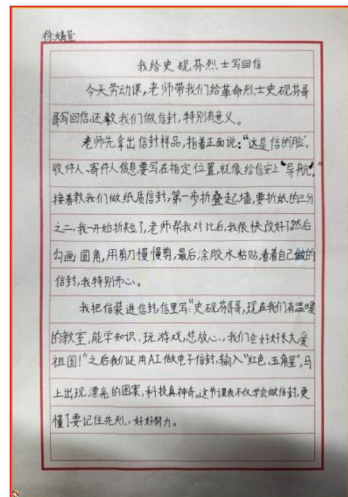 徐婧萱
我给史砚芬烈士写回信
今天劳动课,老师带我们给革命烈士史砚芬哥
哥写回信,还教我们做信封,特别有意义。
老师先拿出信封样品,指着正面说:“这是信的脸,
收件人、寄件人信息要写在指定位置,就像给信安上“导航”。”
接着教我们做纸质信封,第一步折叠起墙,要折纸的三分
之二,我一开始折短了,老师帮我对比后,我很快改好了。然后
勾画圆角,用剪刀慢慢剪。最后,涂胶水粘贴,看着自己做的
信封,我特别开心。
我把信装进信封,信里写:“史砚芬哥哥,现在我们有温暖
的教室,能学知识、玩游戏,您放心,我们会好好长大,爱
祖国!”之后我们还用AI做电子信封,输入“红色、五角星”,马
上出现漂亮的图案,科技真神奇。这节课我不仅学会做信封,更
懂了要记住先烈,好好努力。